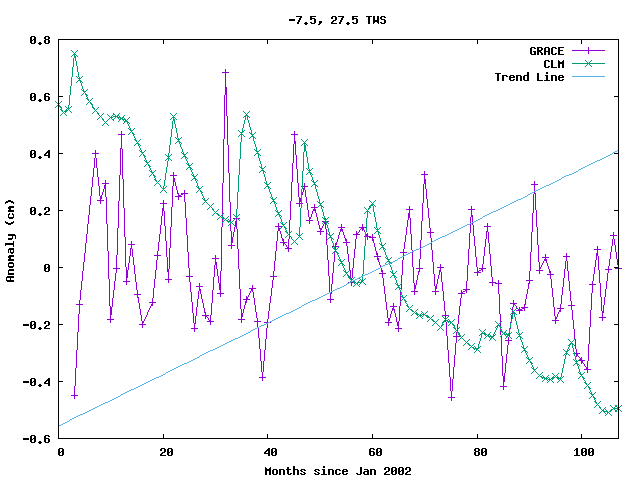 -7.5, 27.5 TWS
GRACE
CLM
Trend Line
0.8
0.6
0.4
0.2
0
-0.2
-0.4
-0.6
Anomaly (cm)
0 20 40 60 80 100
Months since Jan 2002